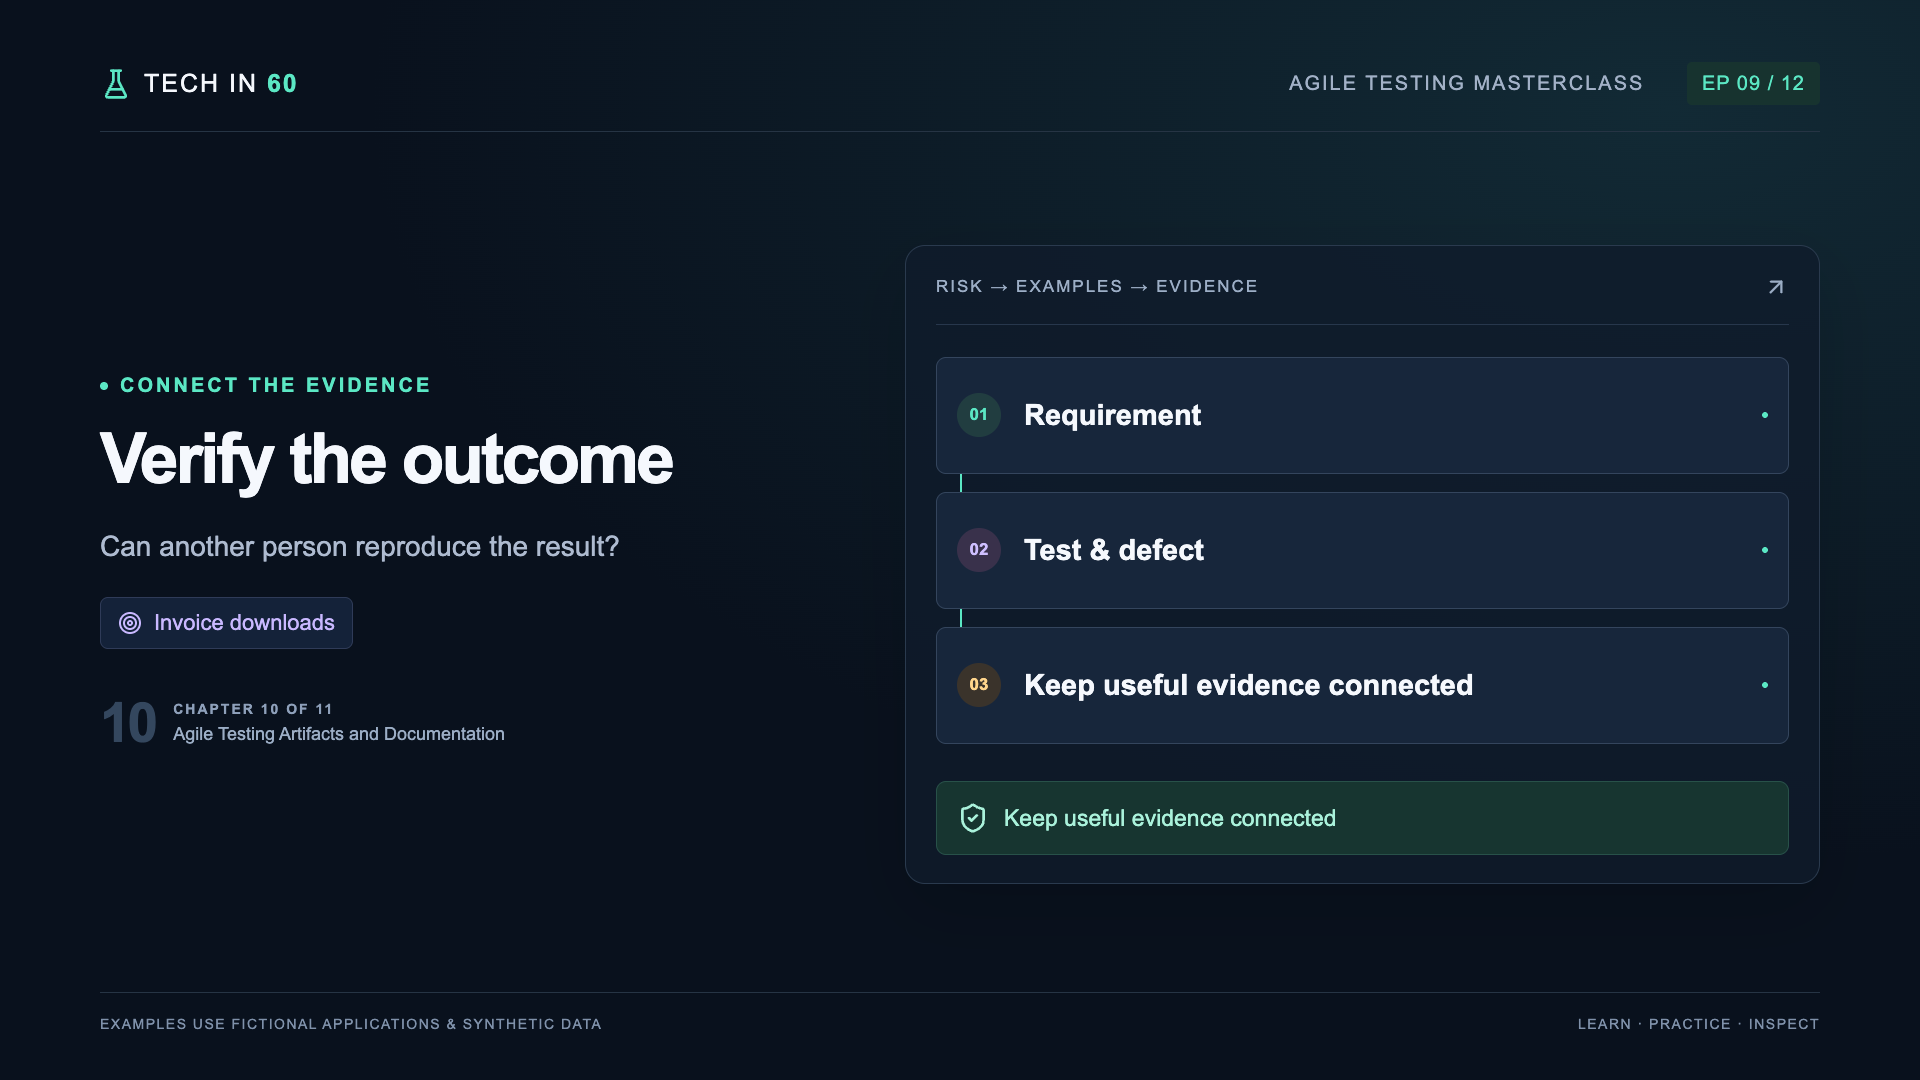 TECH IN 60
AGILE TESTING MASTERCLASS
EP 09 / 12
CONNECT THE EVIDENCE
Verify the outcome
Can another person reproduce the result?
Invoice downloads
10
CHAPTER 10 OF 11
Agile Testing Artifacts and Documentation
RISK → EXAMPLES → EVIDENCE
01 Requirement
02 Test & defect
03 Keep useful evidence connected
Keep useful evidence connected
EXAMPLES USE FICTIONAL APPLICATIONS & SYNTHETIC DATA
LEARN · PRACTICE · INSPECT